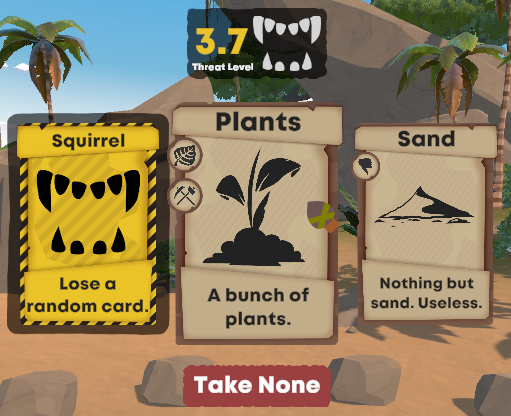 3.7
Threat Level
Squirrel
Lose a
random card.
Plants
A bunch of
plants.
Sand
Nothing but
sand. Useless.
Take None